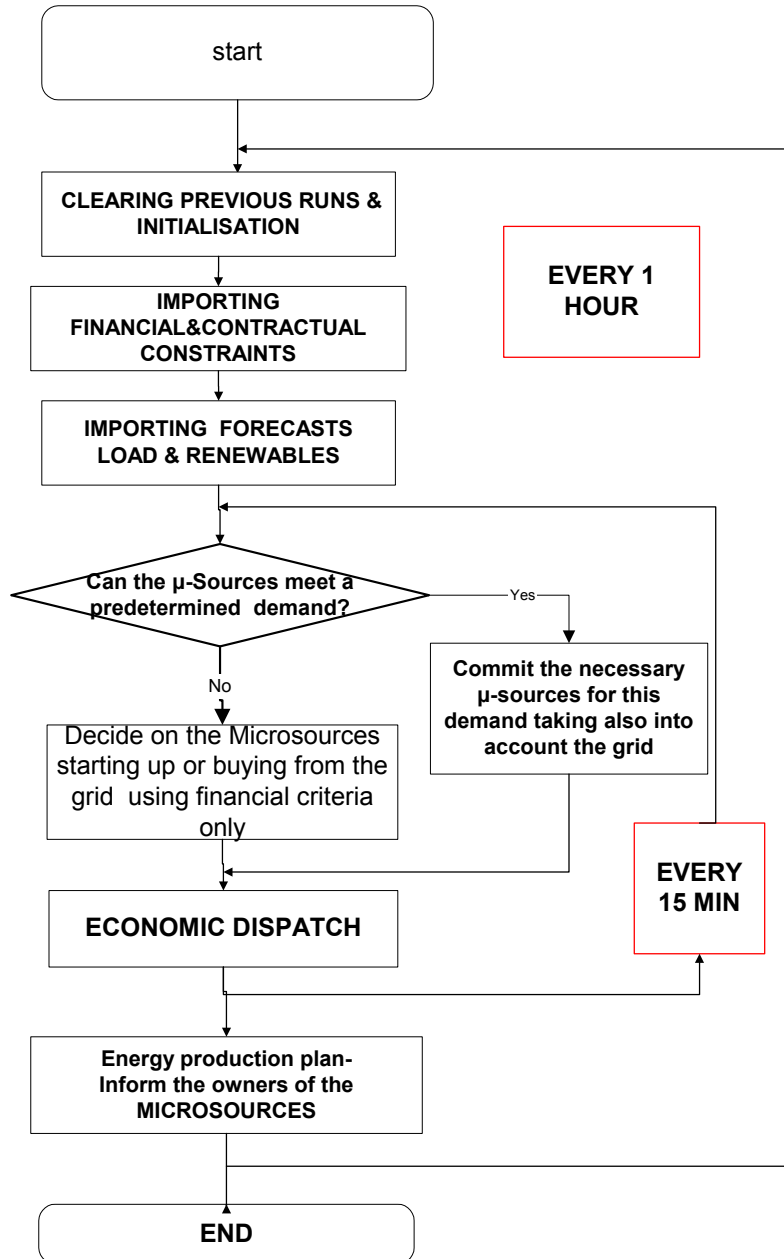 start
CLEARING PREVIOUS RUNS &
INITIALISATION
EVERY 1
HOUR
IMPORTING
FINANCIAL&CONTRACTUAL
CONSTRAINTS
IMPORTING FORECASTS
LOAD & RENEWABLES
Can the µ-Sources meet a
predetermined demand?
Yes
No
Commit the necessary
µ-sources for this
demand taking also into
account the grid
Decide on the Microsources
starting up or buying from the
grid using financial criteria
only
EVERY
15 MIN
ECONOMIC DISPATCH
Energy production plan-
Inform the owners of the
MICROSOURCES
END